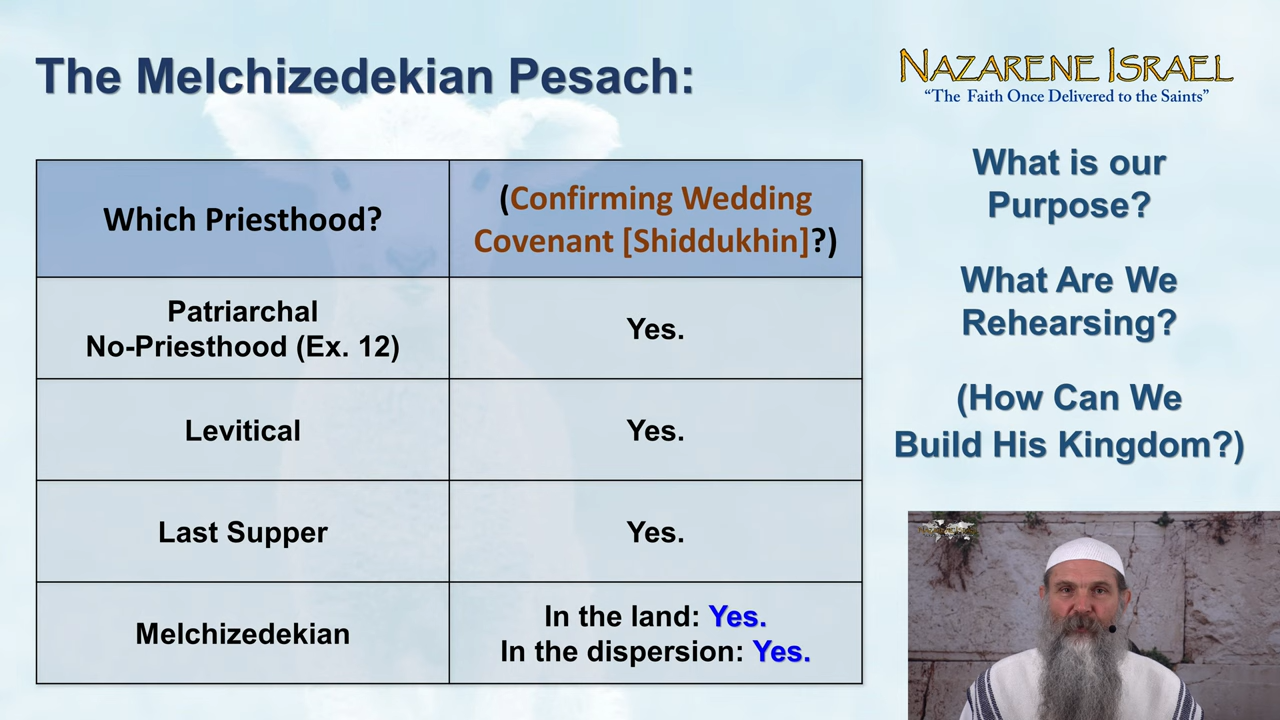 The Melchizedekian Pesach:
NAZARENE ISRAEL
“The Faith Once Delivered to the Saints”
Which Priesthood?
(Confirming Wedding
Covenant [Shiddukhin]?)
Patriarchal
No-Priesthood (Ex. 12)
Yes.
Levitical
Yes.
Last Supper
Yes.
Melchizedekian
In the land: Yes.
In the dispersion: Yes.
What is our
Purpose?
What Are We
Rehearsing?
(How Can We
Build His Kingdom?)